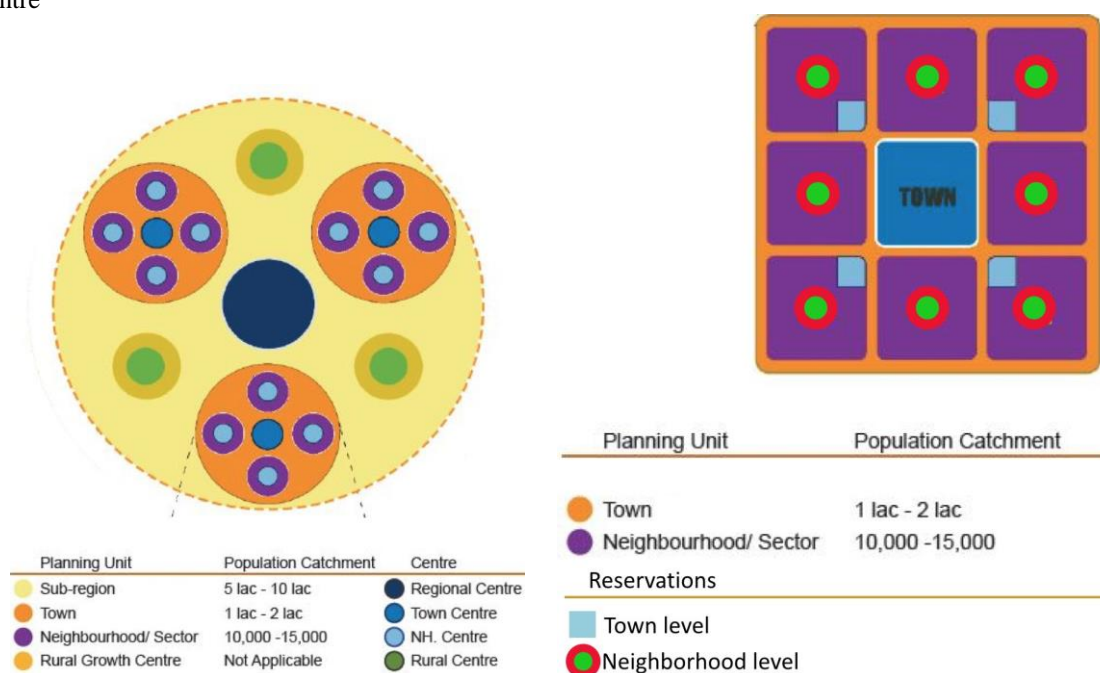 TOWN
Planning Unit Population Catchment Centre
Sub-region 5 lac - 10 lac Regional Centre
Town 1 lac - 2 lac Town Centre
Neighbourhood/ Sector 10,000 -15,000 NH. Centre
Rural Growth Centre Not Applicable Rural Centre
Planning Unit Population Catchment
Town 1 lac - 2 lac
Neighbourhood/ Sector 10,000 -15,000
Reservations
Town level
Neighborhood level